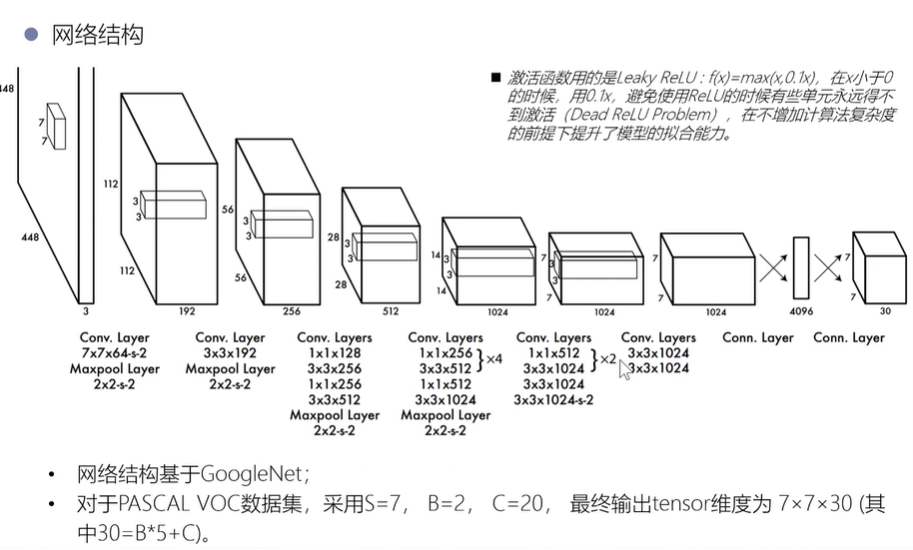 网络结构
■ 激活函数用的是Leaky ReLU : f(x)=max(x,0.1x)，在x小于0
的时候，用0.1x，避免使用ReLU的时候有些单元永远得不
到激活（Dead ReLU Problem），在不增加计算法复杂度
的前提下提升了模型的拟合能力。
448
7
7
448
3
112
3
3
112
192
56
3
3
56
256
28
3
3
28
512
14
3
3
14
1024
7
3
3
7
1024
7
7
1024
4096
7
7
30
Conv. Layer
7x7x64-s-2
Maxpool Layer
2x2-s-2
Conv. Layer
3x3x192
Maxpool Layer
2x2-s-2
Conv. Layers
1x1x128
3x3x256
1x1x256
3x3x512
Maxpool Layer
2x2-s-2
Conv. Layers
1x1x256
3x3x512 }×4
1x1x512
3x3x1024
Maxpool Layer
2x2-s-2
Conv. Layers
1x1x512
3x3x1024 }×2
3x3x1024
3x3x1024-s-2
Conv. Layers
3x3x1024
3x3x1024
Conn. Layer
Conn. Layer
• 网络结构基于GoogleNet；
• 对于PASCAL VOC数据集，采用S=7， B=2， C=20， 最终输出tensor维度为 7×7×30 (其
中30=B*5+C)。